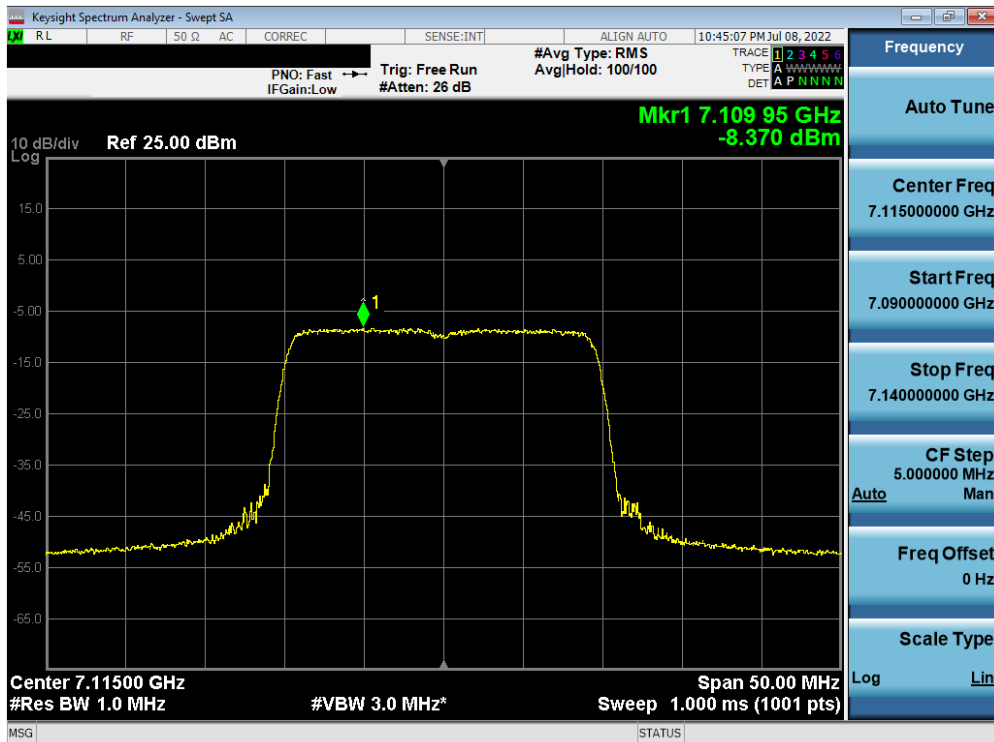 Keysight Spectrum Analyzer - Swept SA
LXI RL RF 50 Ω AC CORREC SENSE:INT ALIGN AUTO 10:45:07 PM Jul 08, 2022
Frequency
PNO: Fast
IFGain:Low
Trig: Free Run
#Atten: 26 dB
#Avg Type: RMS
Avg|Hold: 100/100
TRACE 1 2 3 4 5 6
TYPE A WWWWW
DET A P N N N N
Auto Tune
Mkr1 7.109 95 GHz
-8.370 dBm
10 dB/div Ref 25.00 dBm
Log
15.0
5.00
-5.00
-15.0
-25.0
-35.0
-45.0
-55.0
-65.0
1
Center Freq
7.115000000 GHz
Start Freq
7.090000000 GHz
Stop Freq
7.140000000 GHz
CF Step
5.000000 MHz
Auto Man
Freq Offset
0 Hz
Scale Type
Log Lin
Center 7.11500 GHz Span 50.00 MHz
#Res BW 1.0 MHz #VBW 3.0 MHz* Sweep 1.000 ms (1001 pts)
MSG STATUS